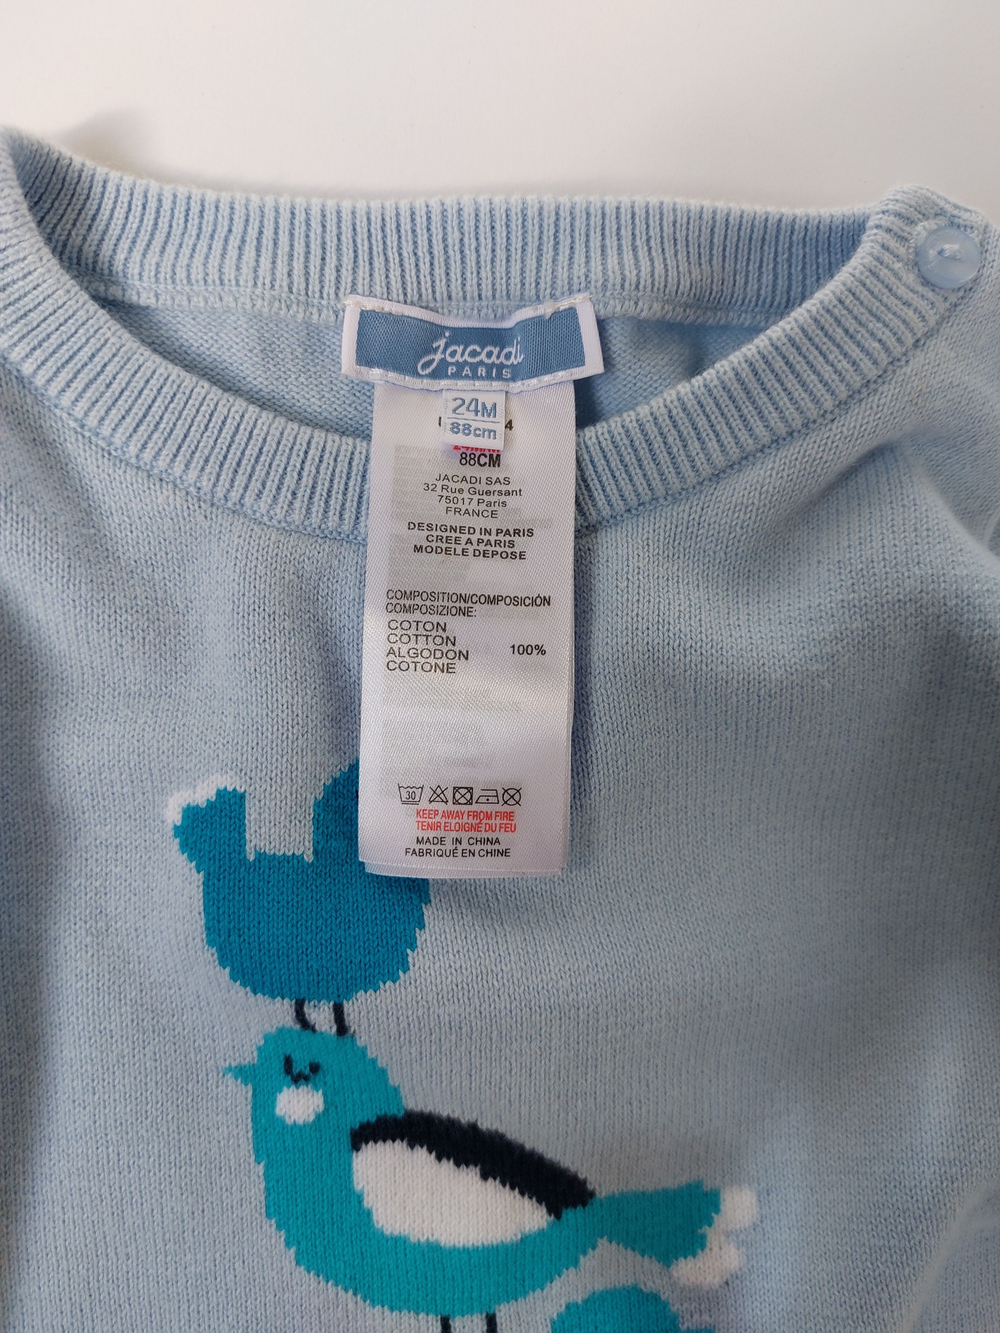 jacadi
PARIS
24M
88cm
88CM
JACADI SAS
32 Rue Guersant
75017 Paris
FRANCE
DESIGNED IN PARIS
CREE A PARIS
MODELE DEPOSE
COMPOSITION/COMPOSICIÓN
COMPOSIZIONE:
COTON
COTTON
ALGODON 100%
COTONE
30
KEEP AWAY FROM FIRE
TENIR ELOIGNÉ DU FEU
MADE IN CHINA
FABRIQUÉ EN CHINE